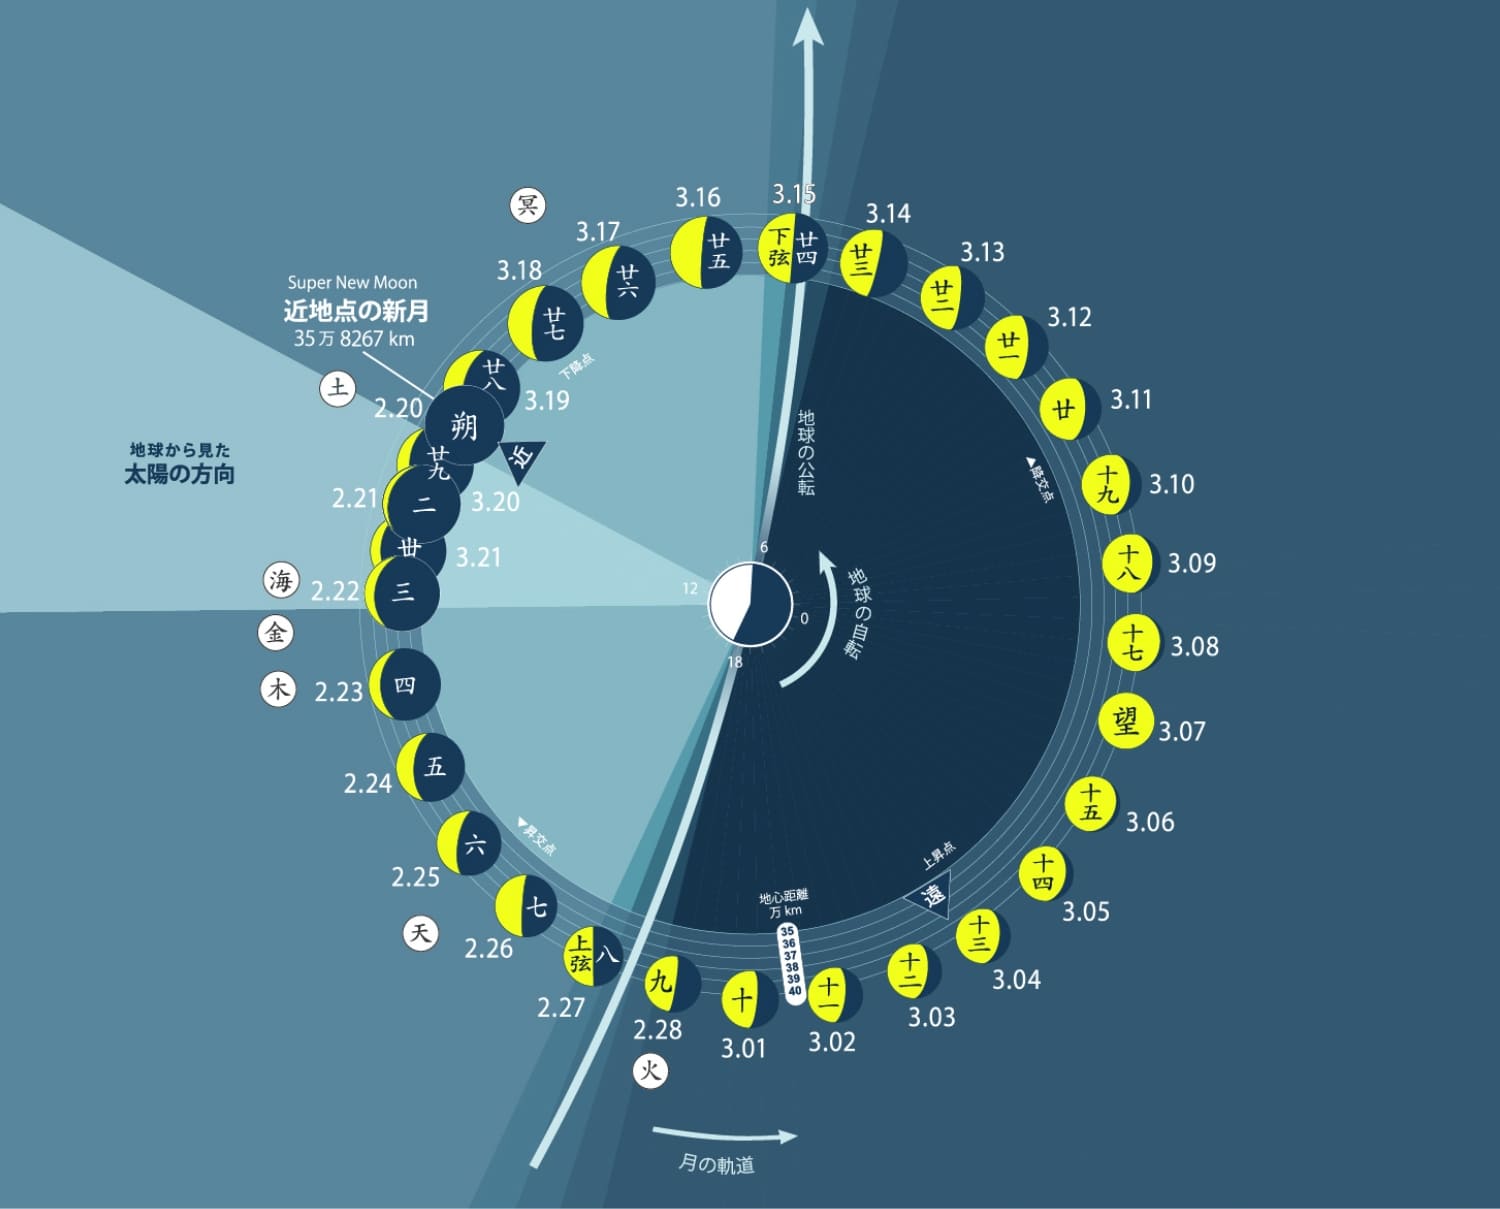 冥
Super New Moon
近地点の新月
35万8267 km
土
地球から見た
太陽の方向
海
金
木
天
火
2.20
朔
近
2.21
二
2.22
三
2.23
四
2.24
五
2.25
六
2.26
七
2.27
上弦
八
2.28
九
3.01
十
3.02
十一
3.03
十二
3.04
十三
3.05
十四
3.06
十五
3.07
望
3.08
十七
3.09
十八
3.10
十九
3.11
廿
3.12
廿一
3.13
廿二
3.14
廿三
3.15
下弦
廿四
3.16
廿五
3.17
廿六
3.18
廿七
3.19
廿八
3.20
廿九
3.21
卅
下降点
▲降交点
▼昇交点
上昇点
遠
地球の公転
地球の自転
6
12
0
18
地心距離
万 km
35
36
37
38
39
40
月の軌道